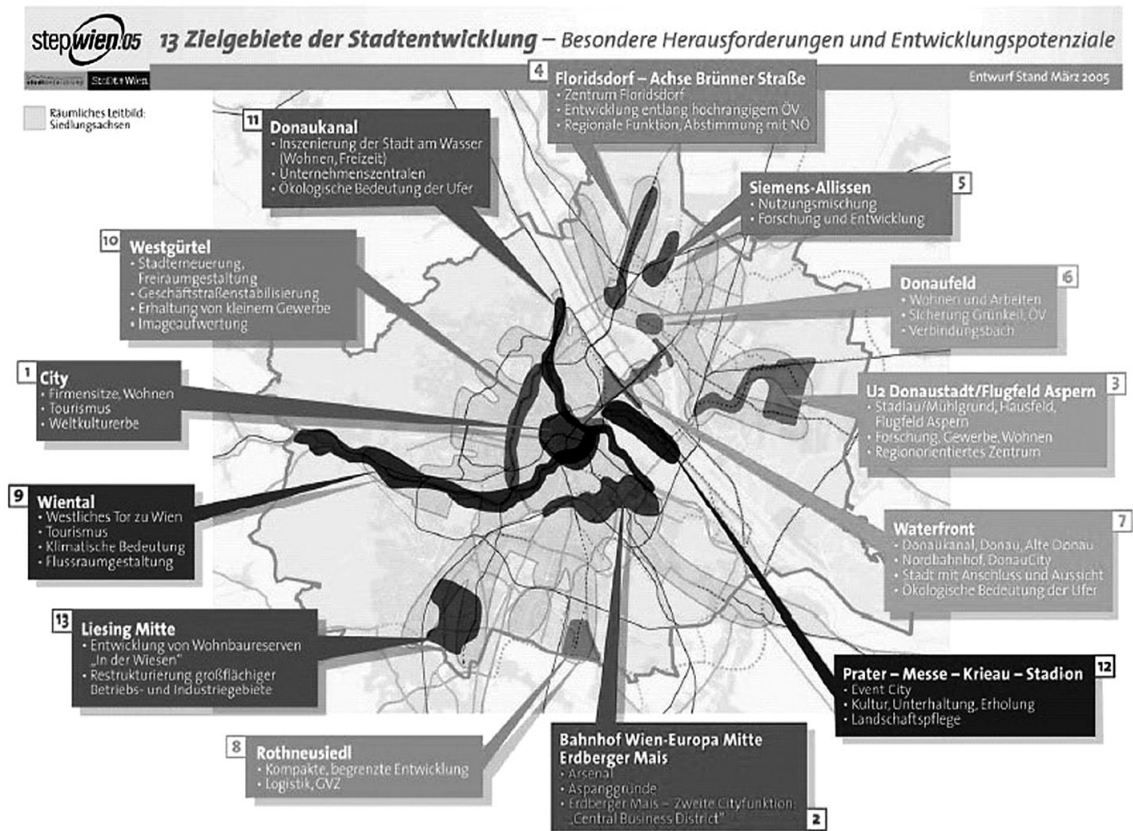 stepwien.05
13 Zielgebiete der Stadtentwicklung – Besondere Herausforderungen und Entwicklungspotenziale
StadtWien
Entwurf Stand März 2005
Räumliches Leitbild:
Siedlungsachsen
4
Floridsdorf – Achse Brünner Straße
• Zentrum Floridsdorf
• Entwicklung entlang hochrangigem ÖV
• Regionale Funktion, Abstimmung mit NÖ
11
Donaukanal
• Inszenierung der Stadt am Wasser
(Wohnen, Freizeit)
• Unternehmenszentralen
• Ökologische Bedeutung der Ufer
Siemens-Allissen
5
• Nutzungsmischung
• Forschung und Entwicklung
10
Westgürtel
• Stadterneuerung,
Freiraumgestaltung
• Geschäftstraßenstabilisierung
• Erhaltung von kleinem Gewerbe
• Imageaufwertung
Donaufeld
6
• Wohnen und Arbeiten
• Sicherung Grünkeil, ÖV
• Verbindungsbach
1
City
• Firmensitze, Wohnen
• Tourismus
• Weltkulturerbe
U2 Donaustadt/Flugfeld Aspern
3
• Stadlau/Mühlgrund, Hausfeld,
Flugfeld Aspern
• Forschung, Gewerbe, Wohnen
• Regionorientiertes Zentrum
9
Wiental
• Westliches Tor zu Wien
• Tourismus
• Klimatische Bedeutung
• Flussraumgestaltung
Waterfront
7
• Donaukanal, Donau, Alte Donau
• Nordbahnhof, DonauCity
• Stadt mit Anschluss und Aussicht
• Ökologische Bedeutung der Ufer
13
Liesing Mitte
• Entwicklung von Wohnbaureserven
„In der Wiesen"
• Restrukturierung großflächiger
Betriebs- und Industriegebiete
Prater – Messe – Krieau – Stadion
12
• Event City
• Kultur, Unterhaltung, Erholung
• Landschaftspflege
8
Rothneusiedl
• Kompakte, begrenzte Entwicklung
• Logistik, GVZ
Bahnhof Wien-Europa Mitte
Erdberger Mais
• Arsenal
• Aspanggründe
• Erdberger Mais – Zweite Cityfunktion:
„Central Business District"
2